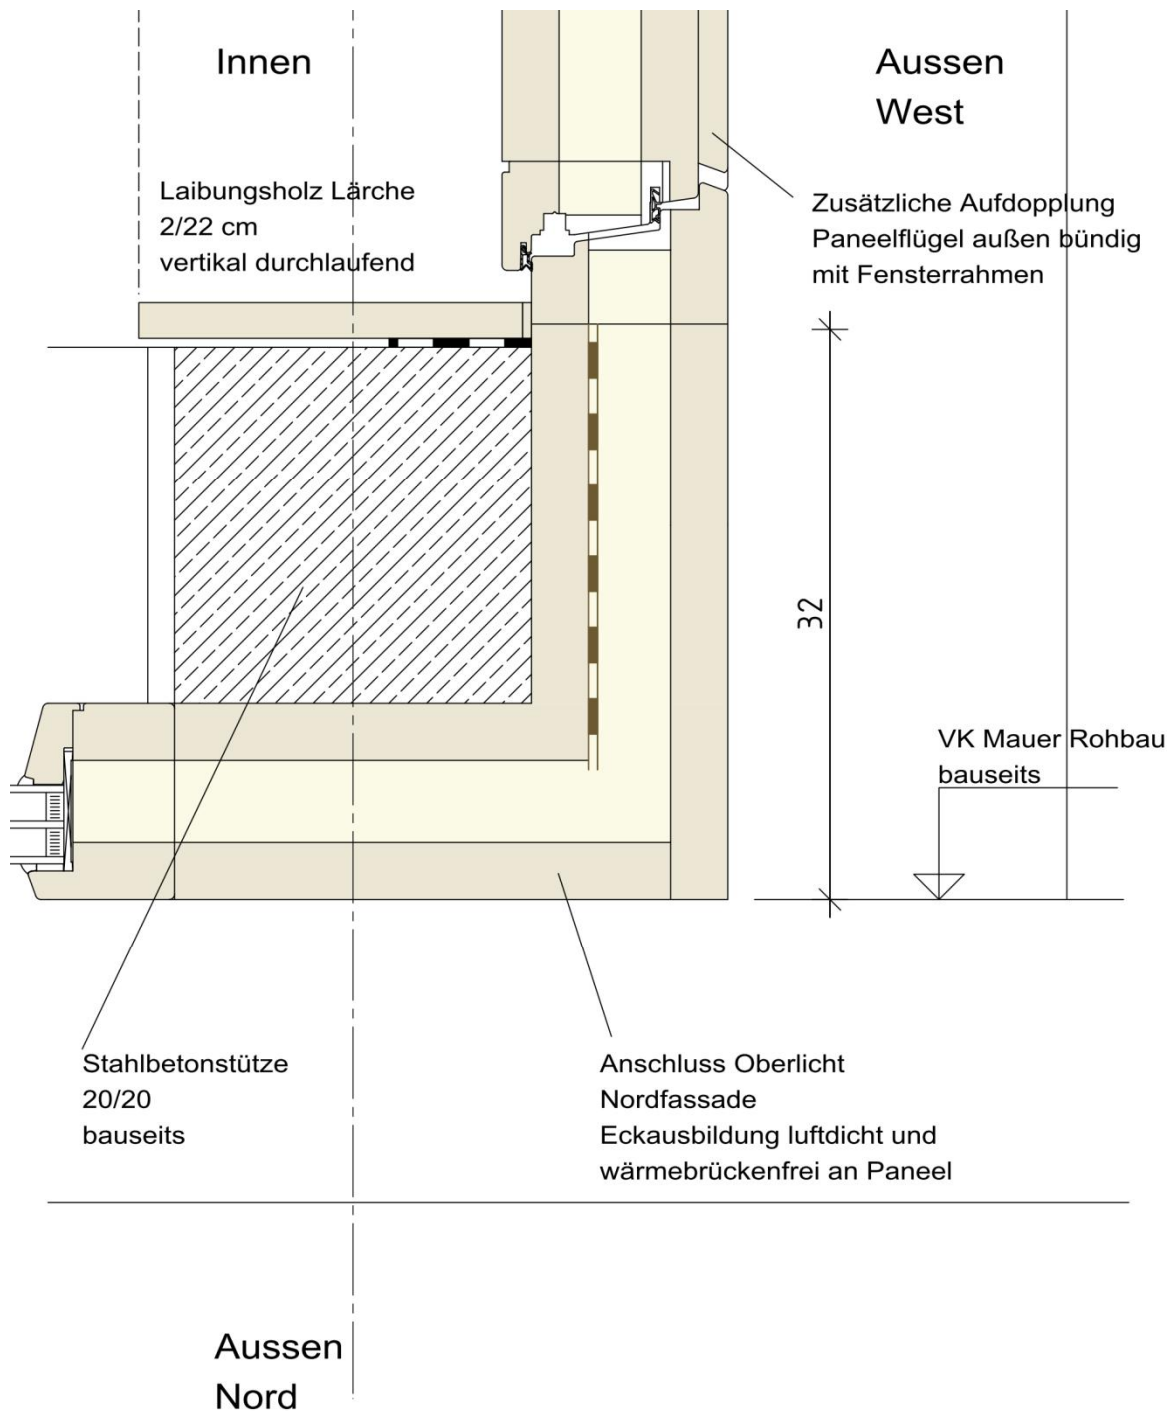 Innen
Aussen
West
Laibungsholz Lärche
2/22 cm
vertikal durchlaufend
Zusätzliche Aufdopplung
Paneelflügel außen bündig
mit Fensterrahmen
32
VK Mauer Rohbau
bauseits
Stahlbetonstütze
20/20
bauseits
Anschluss Oberlicht
Nordfassade
Eckausbildung luftdicht und
wärmebrückenfrei an Paneel
Aussen
Nord